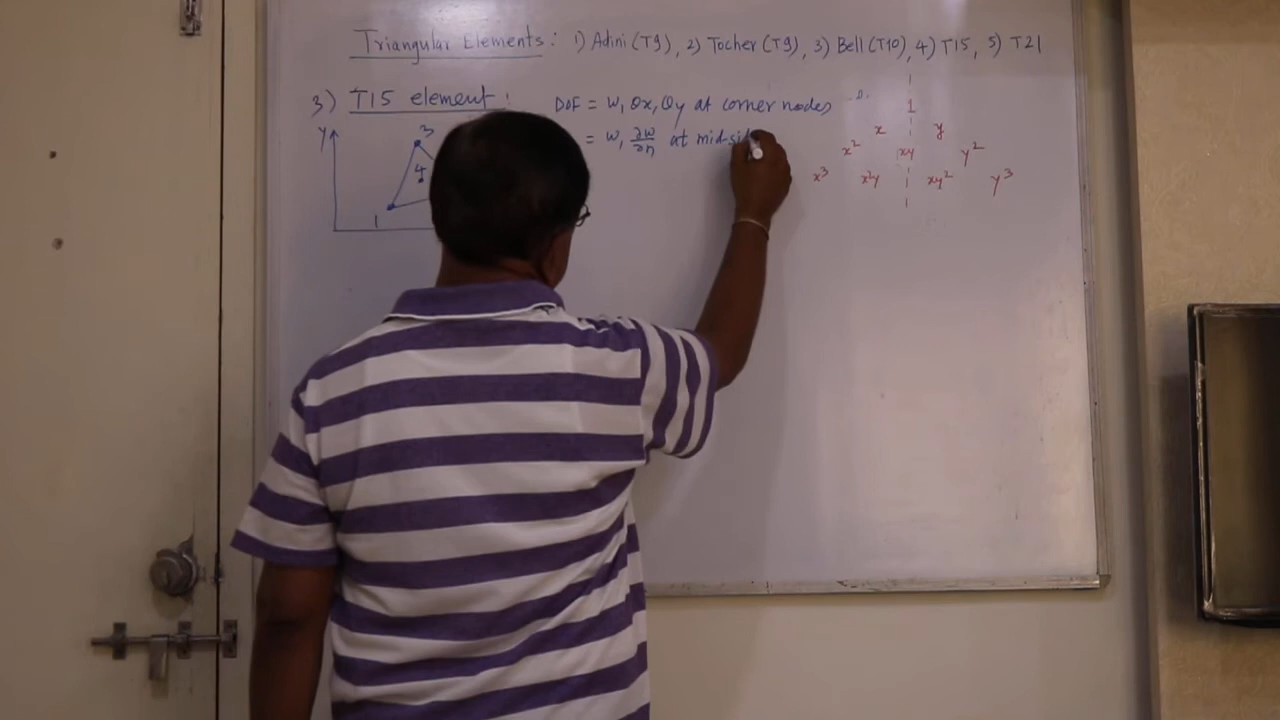 Triangular Elements: 1) Adini (T9), 2) Tocher (T9), 3) Bell (T10), 4) T15, 5) T21
3) T15 element:
DOF = w, θx, θy at corner nodes
= w, ∂w/∂n at mid-sid
y
3
4
1
1
x y
x² xy y²
x³ x²y xy² y³